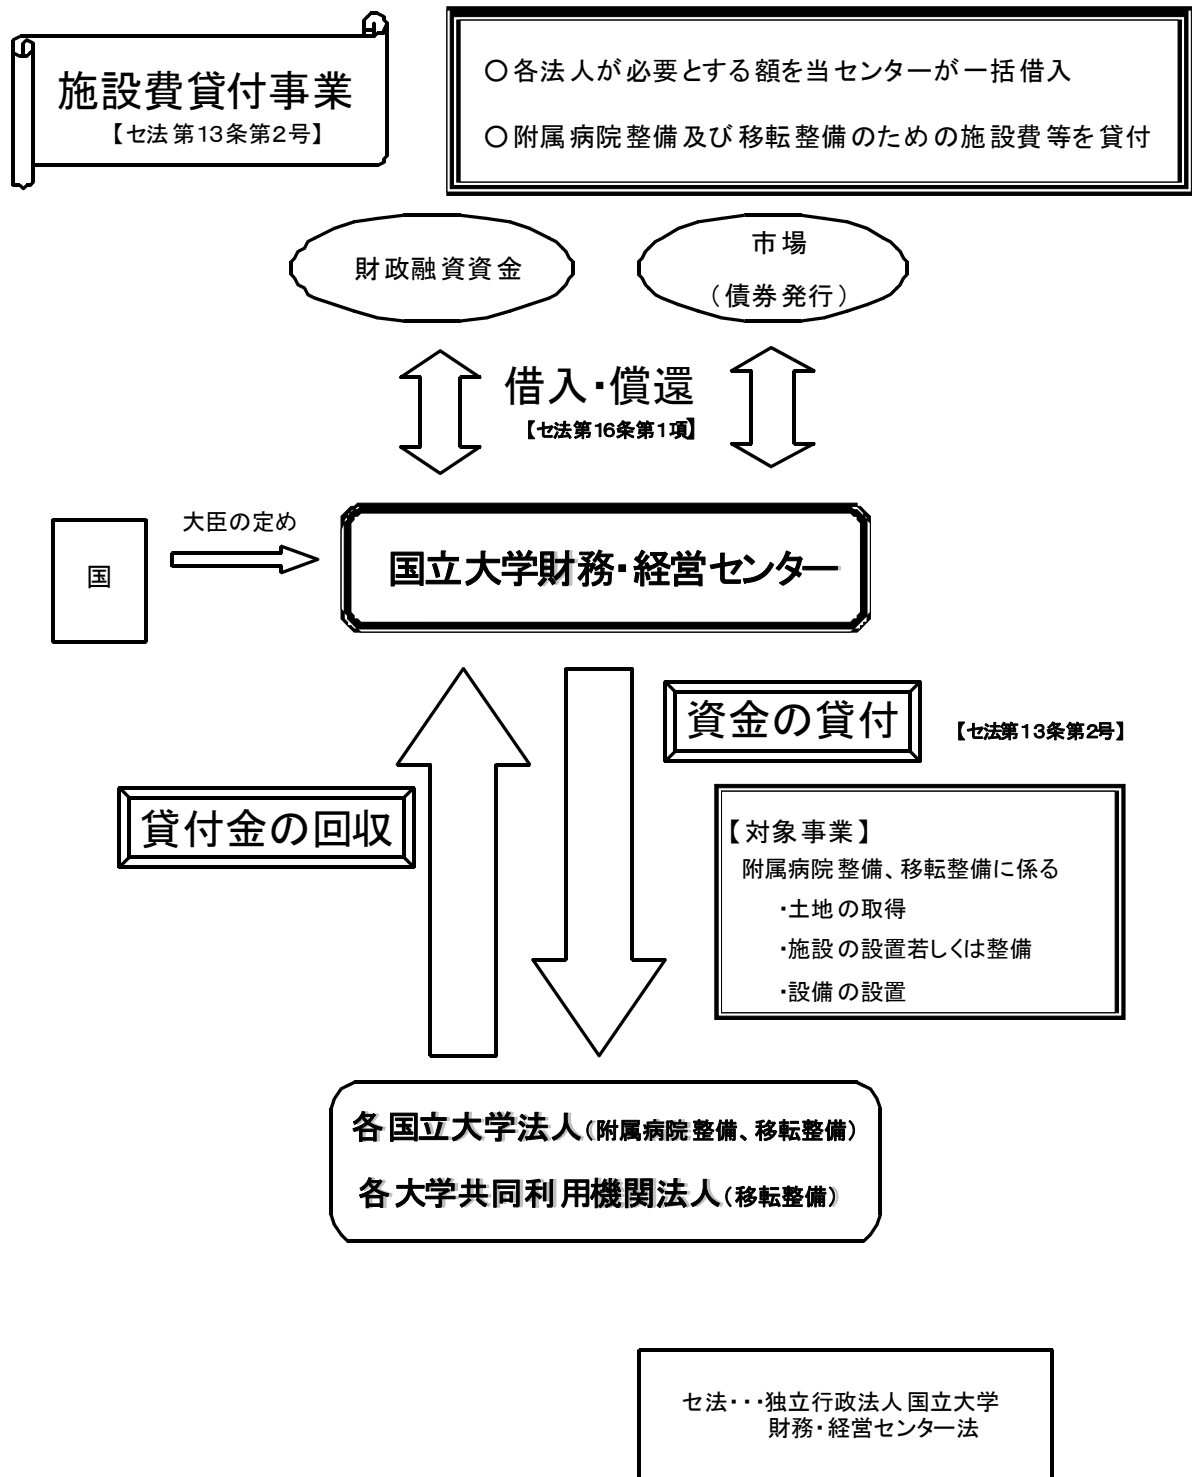 施設費貸付事業
【セ法第13条第2号】
○各法人が必要とする額を当センターが一括借入
○附属病院整備及び移転整備のための施設費等を貸付
財政融資資金
市場
（債券発行）
借入・償還
【セ法第16条第1項】
国
大臣の定め
国立大学財務・経営センター
資金の貸付
【セ法第13条第2号】
貸付金の回収
【対象事業】
附属病院整備、移転整備に係る
・土地の取得
・施設の設置若しくは整備
・設備の設置
各国立大学法人（附属病院整備、移転整備）
各大学共同利用機関法人（移転整備）
セ法・・・独立行政法人国立大学
財務・経営センター法